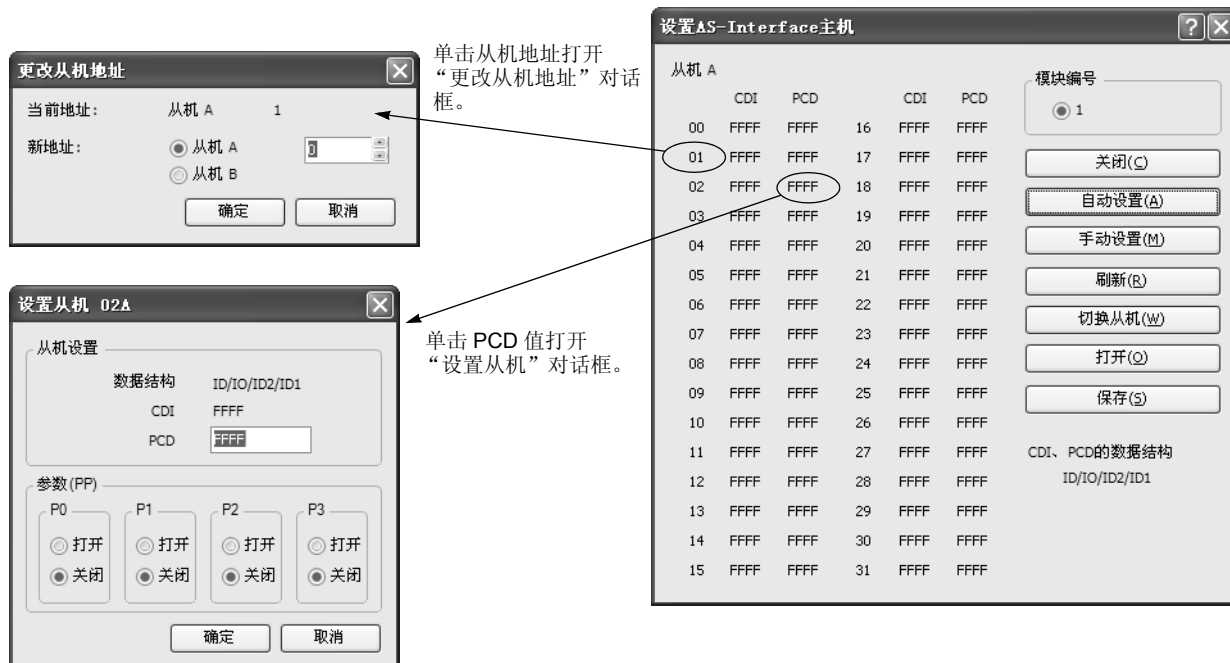 更改从机地址
当前地址: 从机 A 1
新地址: 从机 A 0
从机 B
确定 取消
单击从机地址打开
“更改从机地址”对话
框。
设置从机 02A
从机设置
数据结构 ID/IO/ID2/ID1
CDI FFFF
PCD FFFF
参数(PP)
P0 P1 P2 P3
打开 打开 打开 打开
关闭 关闭 关闭 关闭
确定 取消
单击 PCD 值打开
“设置从机”对话框。
设置AS-Interface主机
从机 A
CDI PCD CDI PCD
00 FFFF FFFF 16 FFFF FFFF
01 FFFF FFFF 17 FFFF FFFF
02 FFFF FFFF 18 FFFF FFFF
03 FFFF FFFF 19 FFFF FFFF
04 FFFF FFFF 20 FFFF FFFF
05 FFFF FFFF 21 FFFF FFFF
06 FFFF FFFF 22 FFFF FFFF
07 FFFF FFFF 23 FFFF FFFF
08 FFFF FFFF 24 FFFF FFFF
09 FFFF FFFF 25 FFFF FFFF
10 FFFF FFFF 26 FFFF FFFF
11 FFFF FFFF 27 FFFF FFFF
12 FFFF FFFF 28 FFFF FFFF
13 FFFF FFFF 29 FFFF FFFF
14 FFFF FFFF 30 FFFF FFFF
15 FFFF FFFF 31 FFFF FFFF
模块编号
1
关闭(C)
自动设置(A)
手动设置(M)
刷新(R)
切换从机(W)
打开(O)
保存(S)
CDI、PCD的数据结构
ID/IO/ID2/ID1